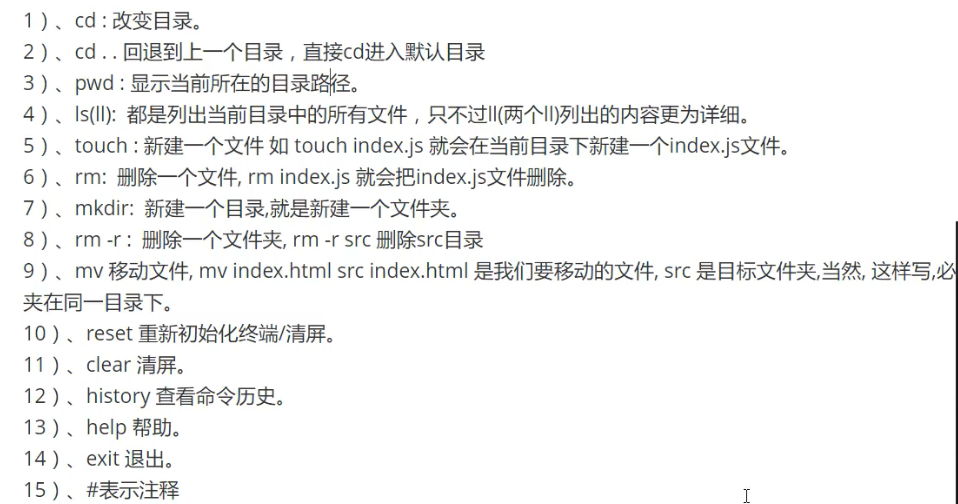 1）、cd : 改变目录。
2）、cd . . 回退到上一个目录，直接cd进入默认目录
3）、pwd : 显示当前所在的目录路径。
4）、ls(ll):  都是列出当前目录中的所有文件，只不过ll(两个ll)列出的内容更为详细。
5）、touch : 新建一个文件 如 touch index.js 就会在当前目录下新建一个index.js文件。
6）、rm:  删除一个文件, rm index.js 就会把index.js文件删除。
7）、mkdir:  新建一个目录,就是新建一个文件夹。
8）、rm -r :  删除一个文件夹, rm -r src 删除src目录
9）、mv 移动文件, mv index.html src index.html 是我们要移动的文件, src 是目标文件夹,当然, 这样写,必
夹在同一目录下。
10）、reset 重新初始化终端/清屏。
11）、clear 清屏。
12）、history 查看命令历史。
13）、help 帮助。
14）、exit 退出。
15）、#表示注释